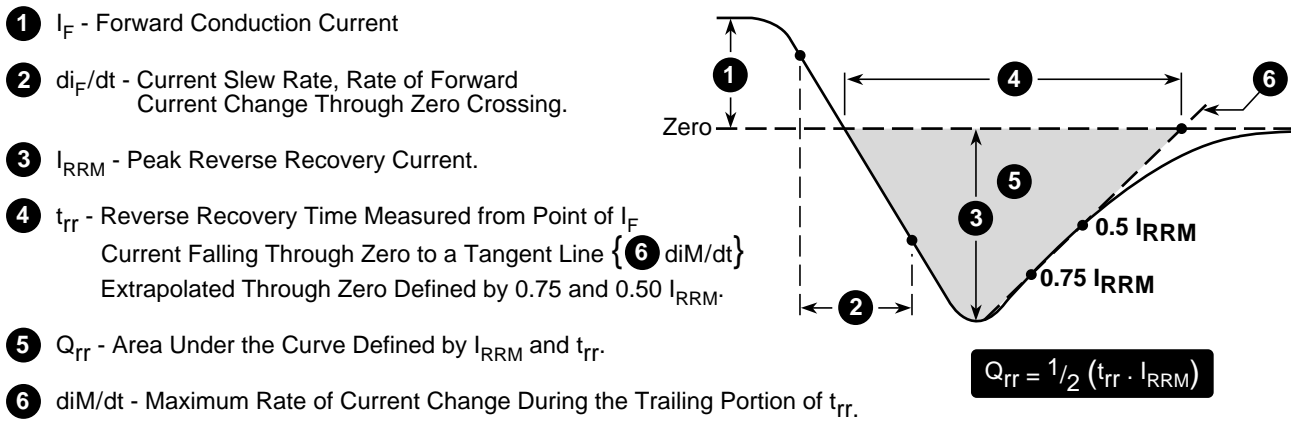 1 I_F - Forward Conduction Current
2 di_F/dt - Current Slew Rate, Rate of Forward
Current Change Through Zero Crossing.
3 I_RRM - Peak Reverse Recovery Current.
4 t_rr - Reverse Recovery Time Measured from Point of I_F
Current Falling Through Zero to a Tangent Line {6 diM/dt}
Extrapolated Through Zero Defined by 0.75 and 0.50 I_RRM.
5 Q_rr - Area Under the Curve Defined by I_RRM and t_rr.
6 diM/dt - Maximum Rate of Current Change During the Trailing Portion of t_rr.
1
4
6
Zero
5
3
0.5 I_RRM
0.75 I_RRM
2
Q_rr = 1/2 (t_rr . I_RRM)